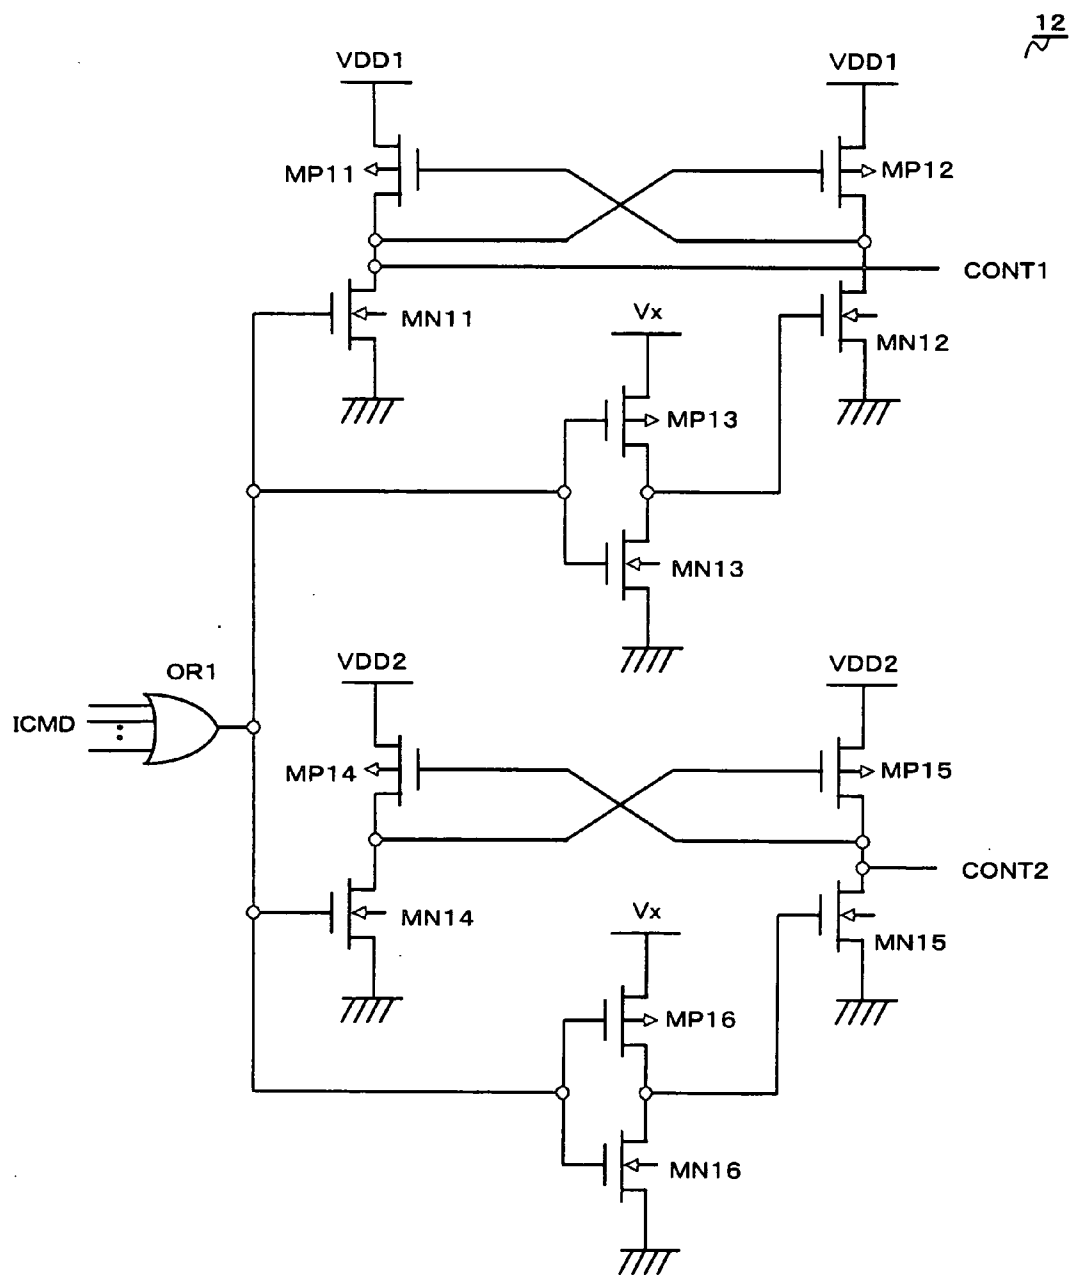 12
VDD1
VDD1
MP11
MP12
CONT1
MN11
Vx
MN12
MP13
MN13
OR1
VDD2
VDD2
ICMD
MP14
MP15
CONT2
MN14
Vx
MN15
MP16
MN16